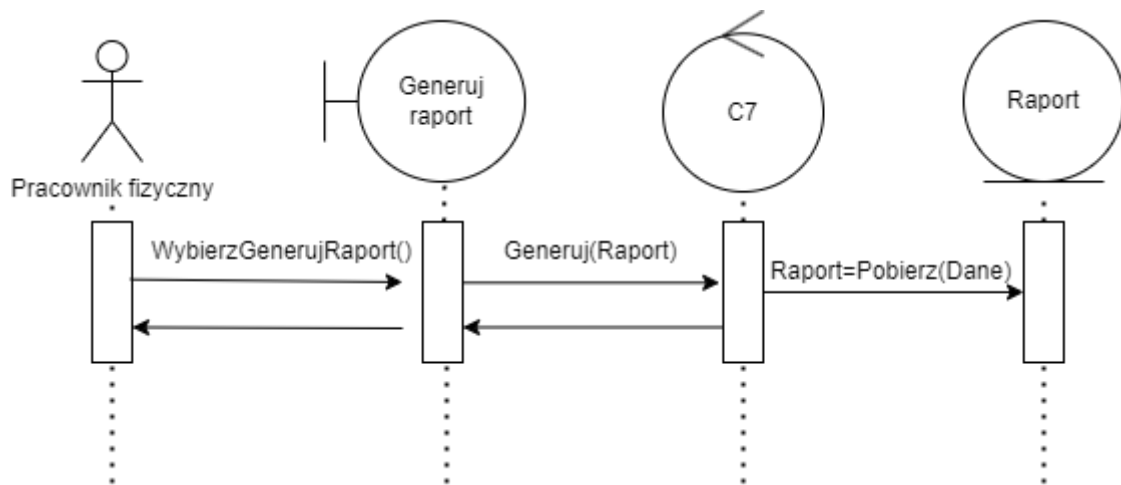 Generuj
raport
C7
Raport
Pracownik fizyczny
WybierzGenerujRaport()
Generuj(Raport)
Raport=Pobierz(Dane)